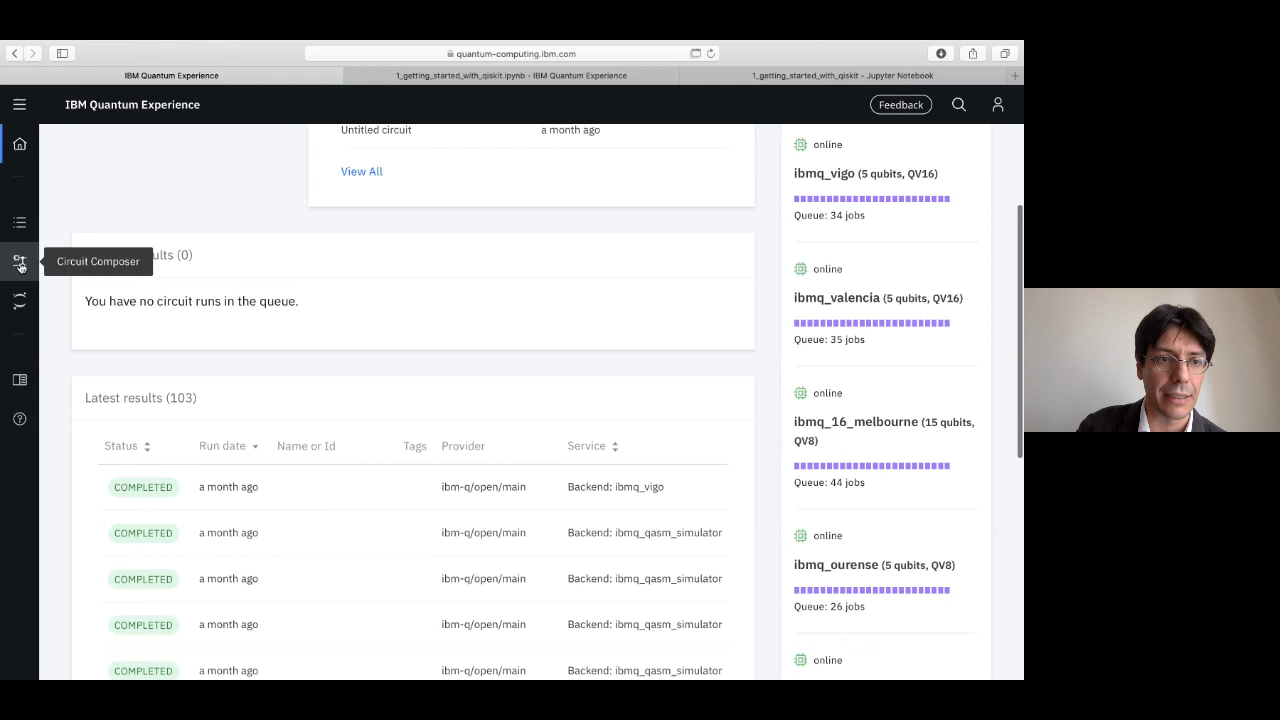 quantum-computing.ibm.com
IBM Quantum Experience
1_getting_started_with_qiskit.ipynb - IBM Quantum Experience
1_getting_started_with_qiskit - Jupyter Notebook
IBM Quantum Experience
Feedback
Untitled circuit a month ago
View All
Circuit Composer
ults (0)
You have no circuit runs in the queue.
Latest results (103)
Status Run date Name or Id Tags Provider Service
COMPLETED a month ago ibm-q/open/main Backend: ibmq_vigo
COMPLETED a month ago ibm-q/open/main Backend: ibmq_qasm_simulator
COMPLETED a month ago ibm-q/open/main Backend: ibmq_qasm_simulator
COMPLETED a month ago ibm-q/open/main Backend: ibmq_qasm_simulator
COMPLETED a month ago ibm-q/open/main Backend: ibmq_qasm_simulator
online
ibmq_vigo (5 qubits, QV16)
Queue: 34 jobs
online
ibmq_valencia (5 qubits, QV16)
Queue: 35 jobs
online
ibmq_16_melbourne (15 qubits,
QV8)
Queue: 44 jobs
online
ibmq_ourense (5 qubits, QV8)
Queue: 26 jobs
online